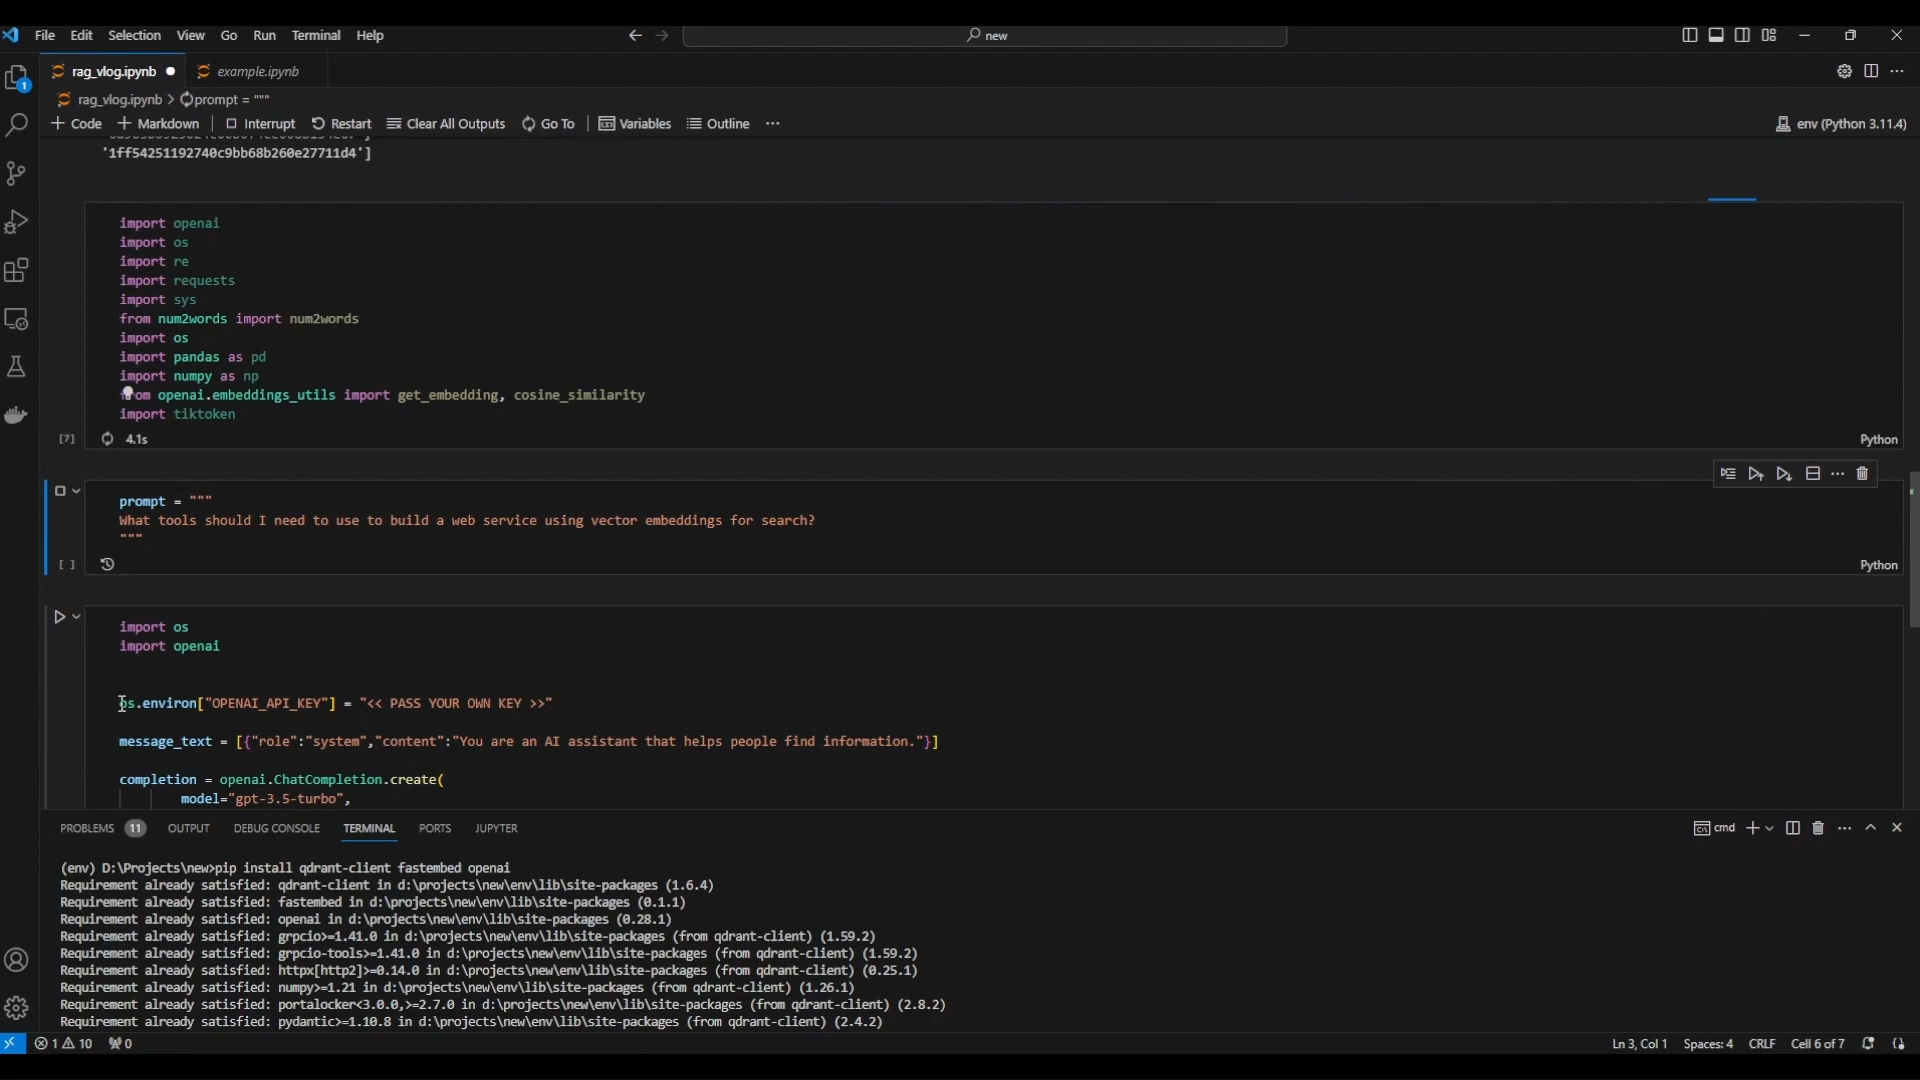 File Edit Selection View Go Run Terminal Help
new
rag_vlog.ipynb example.ipynb
rag_vlog.ipynb > prompt = """
+ Code + Markdown Interrupt Restart Clear All Outputs Go To Variables Outline ... env (Python 3.11.4)
'1ff54251192740c9bb68b260e27711d4']
import openai
import os
import re
import requests
import sys
from num2words import num2words
import os
import pandas as pd
import numpy as np
from openai.embeddings_utils import get_embedding, cosine_similarity
import tiktoken
[7] 4.1s Python
prompt = """
What tools should I need to use to build a web service using vector embeddings for search?
"""
[ ] Python
import os
import openai
os.environ["OPENAI_API_KEY"] = "<< PASS YOUR OWN KEY >>"
message_text = [{"role":"system","content":"You are an AI assistant that helps people find information."}]
completion = openai.ChatCompletion.create(
model="gpt-3.5-turbo",
PROBLEMS 11 OUTPUT DEBUG CONSOLE TERMINAL PORTS JUPYTER cmd
(env) D:\Projects\new>pip install qdrant-client fastembed openai
Requirement already satisfied: qdrant-client in d:\projects\new\env\lib\site-packages (1.6.4)
Requirement already satisfied: fastembed in d:\projects\new\env\lib\site-packages (0.1.1)
Requirement already satisfied: openai in d:\projects\new\env\lib\site-packages (0.28.1)
Requirement already satisfied: grpcio>=1.41.0 in d:\projects\new\env\lib\site-packages (from qdrant-client) (1.59.2)
Requirement already satisfied: grpcio-tools>=1.41.0 in d:\projects\new\env\lib\site-packages (from qdrant-client) (1.59.2)
Requirement already satisfied: httpx[http2]>=0.14.0 in d:\projects\new\env\lib\site-packages (from qdrant-client) (0.25.1)
Requirement already satisfied: numpy>=1.21 in d:\projects\new\env\lib\site-packages (from qdrant-client) (1.26.1)
Requirement already satisfied: portalocker<3.0.0,>=2.7.0 in d:\projects\new\env\lib\site-packages (from qdrant-client) (2.8.2)
Requirement already satisfied: pydantic>=1.10.8 in d:\projects\new\env\lib\site-packages (from qdrant-client) (2.4.2)
1 10 0 Ln 3, Col 1 Spaces: 4 CRLF Cell 6 of 7